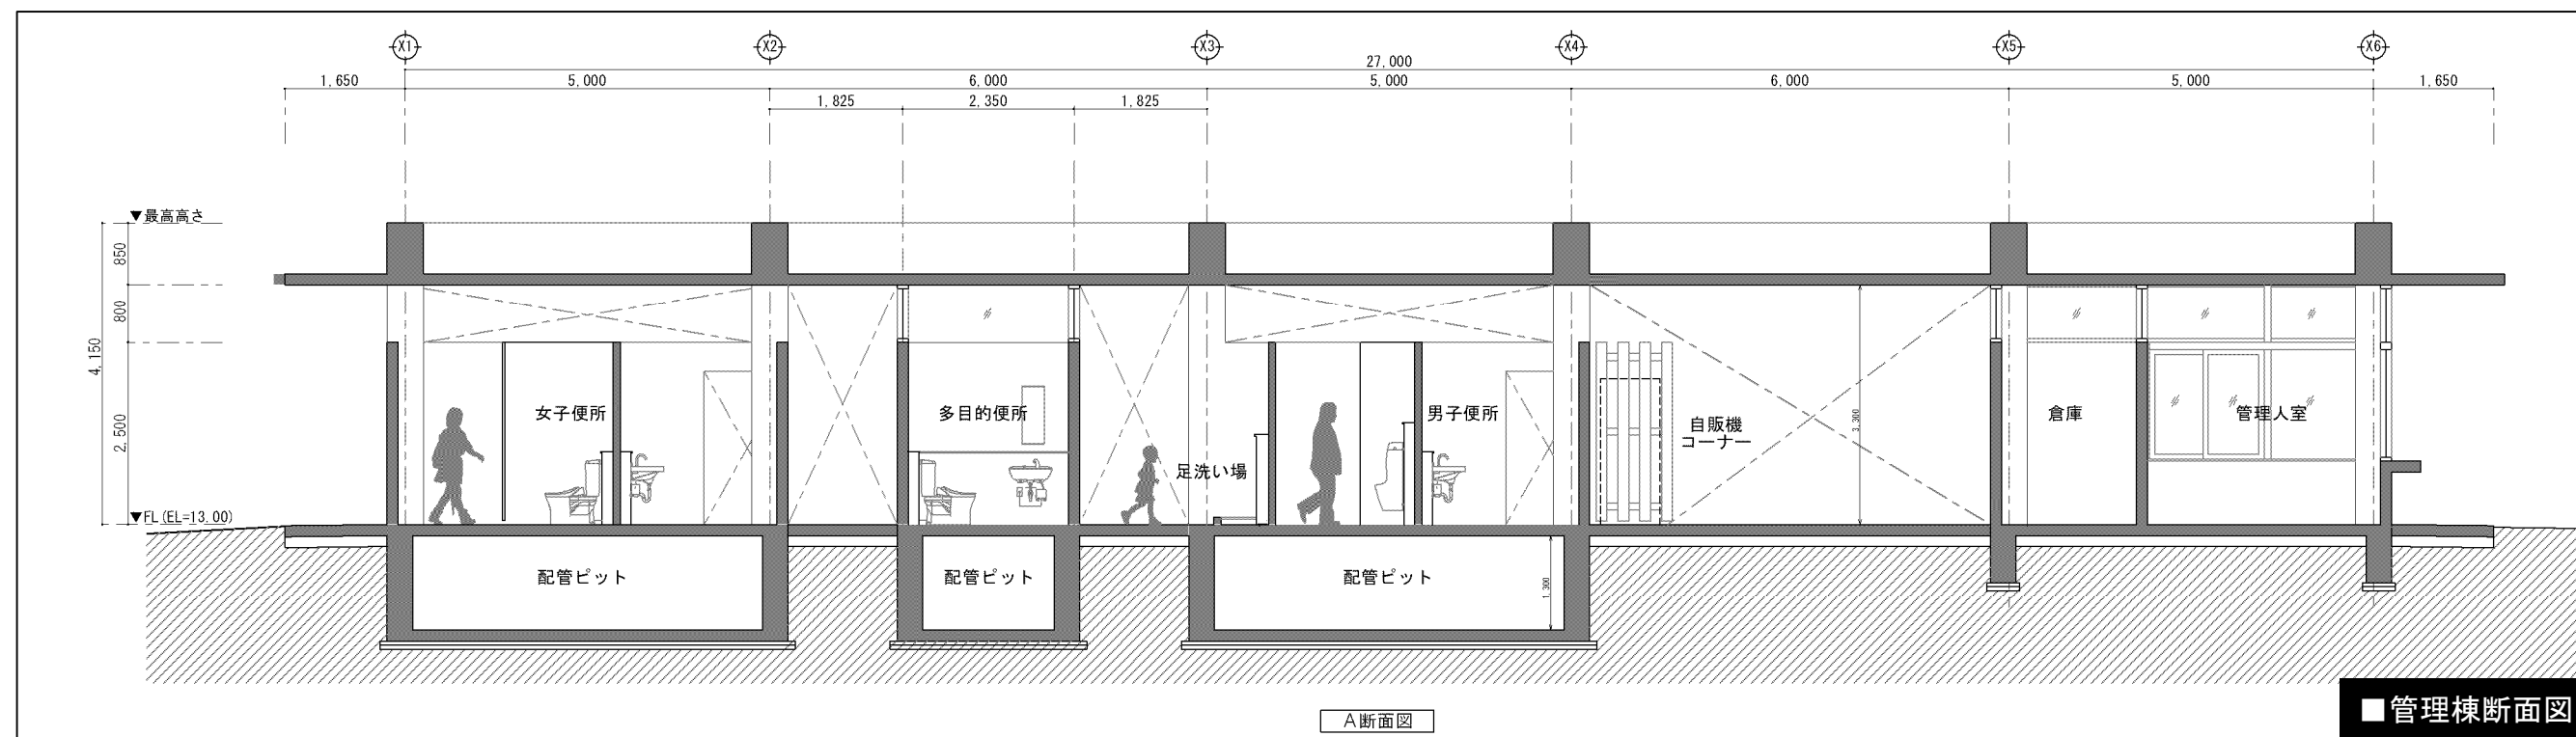 X1 X2 X3 X4 X5 X6
27,000
1,650 5,000 6,000 5,000 6,000 5,000 1,650
1,825 2,350 1,825
▼最高高さ
850
800
4,150
2,500
▼FL(EL=13.00)
女子便所
多目的便所
足洗い場
男子便所
自販機
コーナー
3,300
倉庫
管理人室
配管ピット
配管ピット
配管ピット
1,300
A断面図
■管理棟断面図